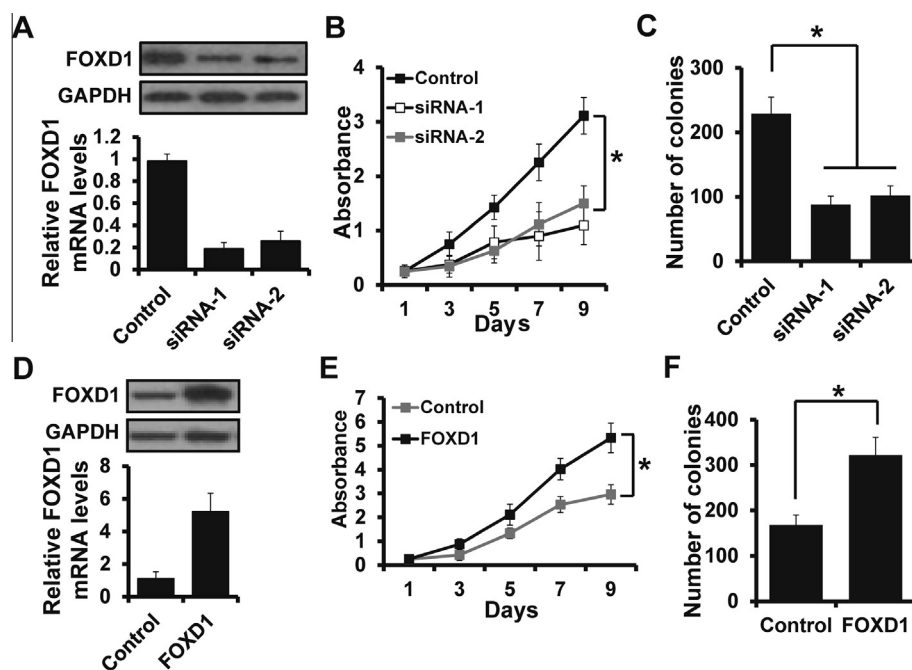 A
FOXD1
GAPDH
Relative FOXD1
mRNA levels
1.2
1
0.8
0.6
0.4
0.2
0
Control
siRNA-1
siRNA-2
B
Absorbance
4
3
2
1
0
Control
siRNA-1
siRNA-2
*
1 3 5 7 9
Days
C
*
Number of colonies
300
200
100
0
Control
siRNA-1
siRNA-2
D
FOXD1
GAPDH
Relative FOXD1
mRNA levels
8
6
4
2
0
Control
FOXD1
E
Absorbance
7
6
5
4
3
2
1
0
Control
FOXD1
*
1 3 5 7 9
Days
F
*
Number of colonies
400
300
200
100
0
Control FOXD1